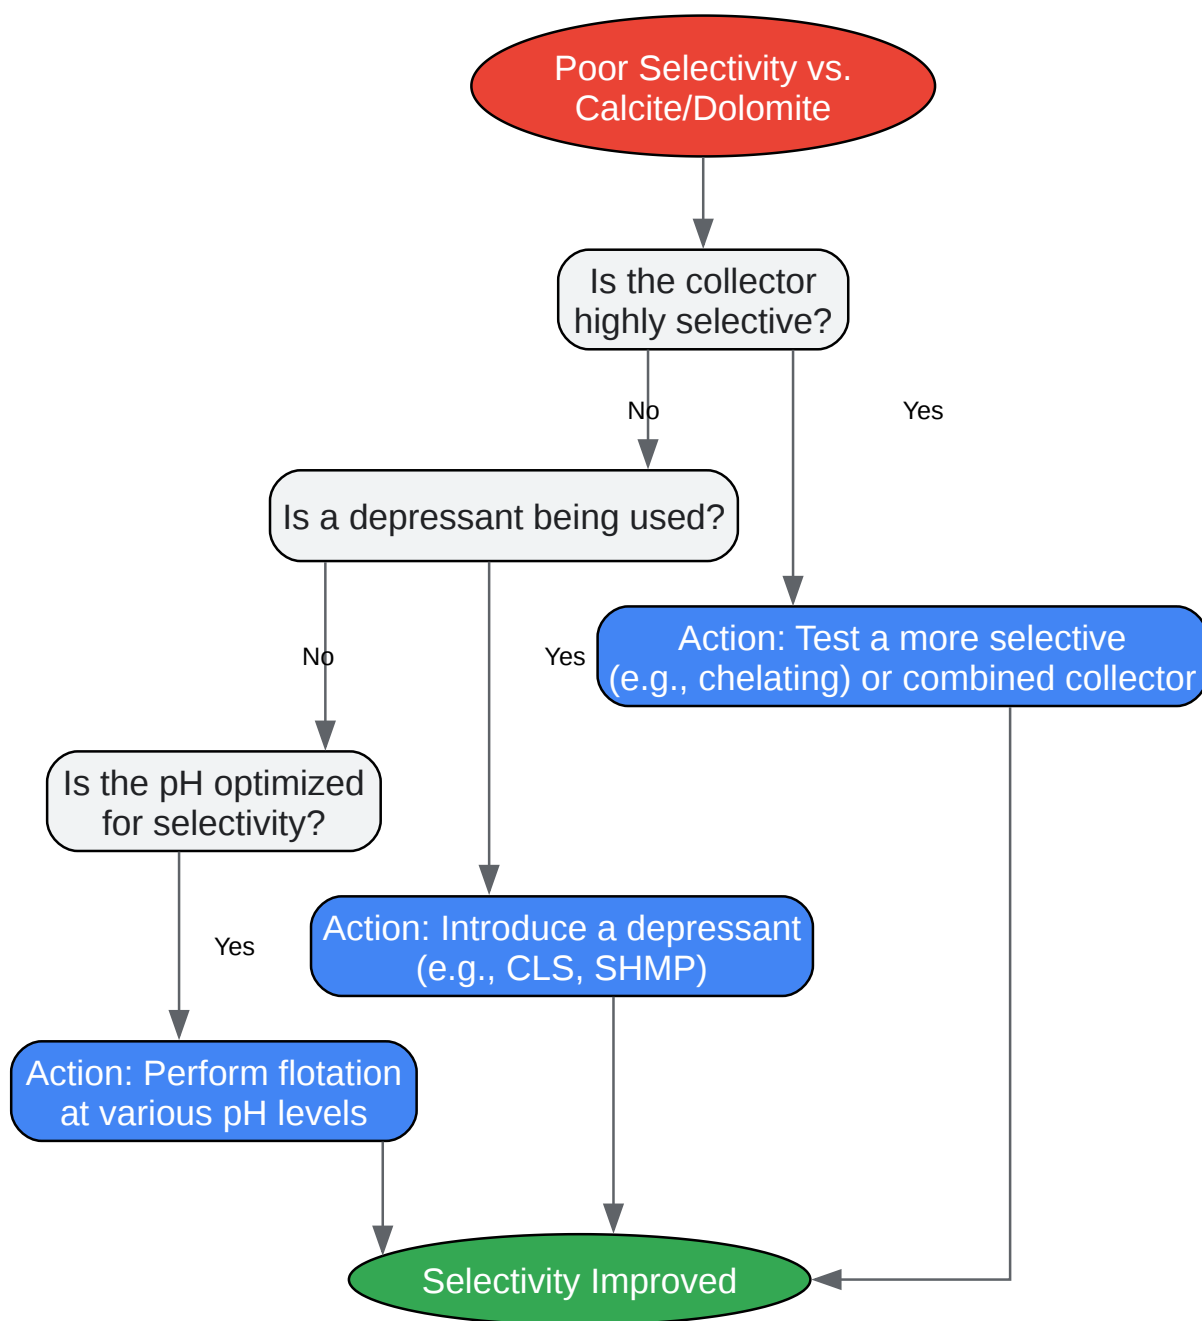 Poor Selectivity vs.
Calcite/Dolomite
Is the collector
highly selective?
No
Yes
Is a depressant being used?
No
Yes
Action: Test a more selective
(e.g., chelating) or combined collector
Is the pH optimized
for selectivity?
Yes
Action: Introduce a depressant
(e.g., CLS, SHMP)
Action: Perform flotation
at various pH levels
Selectivity Improved